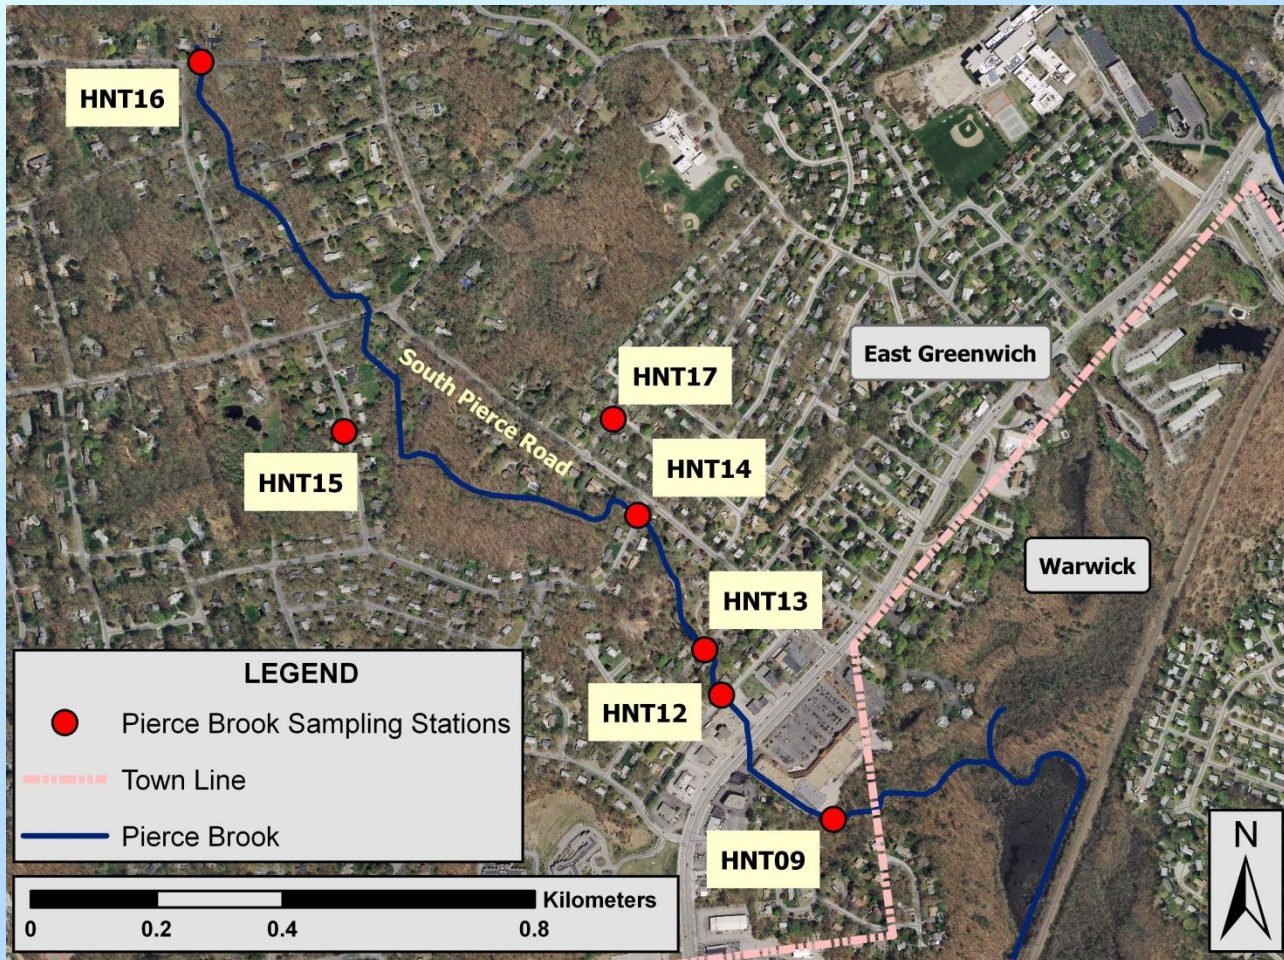 HNT16
South Pierce Road
HNT17
East Greenwich
HNT14
HNT15
Warwick
HNT13
HNT12
HNT09
LEGEND
Pierce Brook Sampling Stations
Town Line
Pierce Brook
Kilometers
0 0.2 0.4 0.8
N